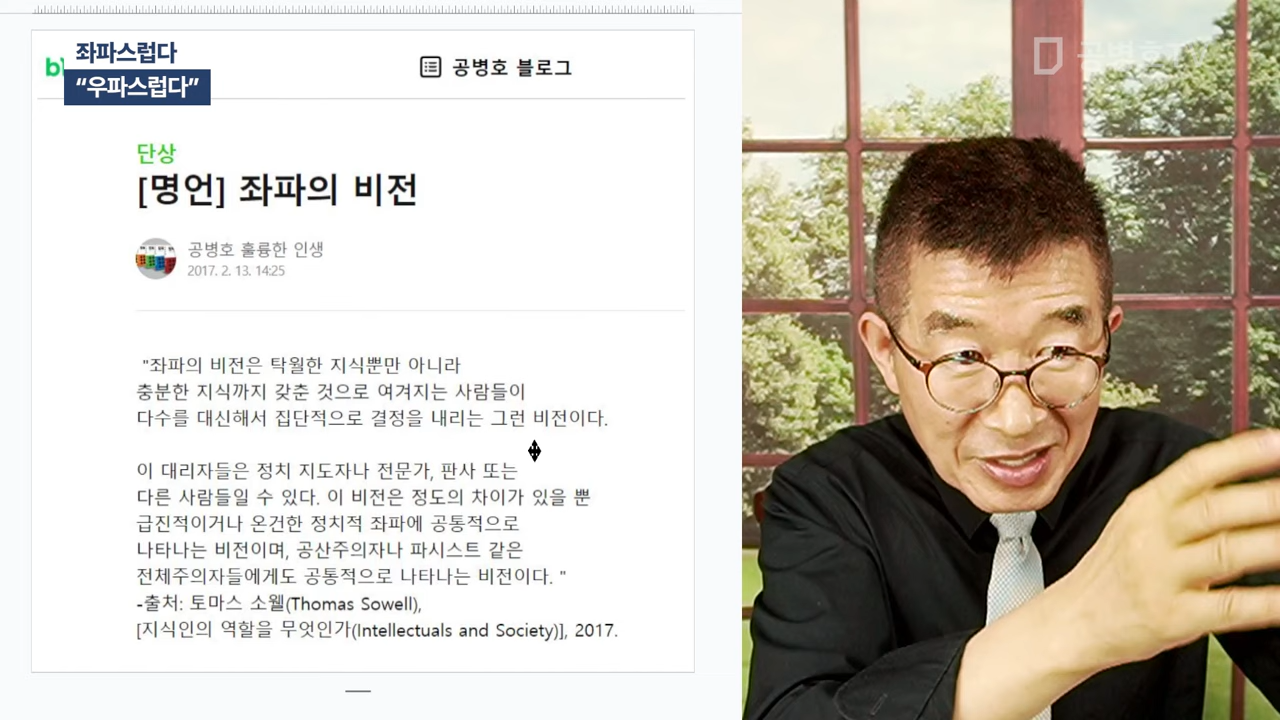 좌파스럽다
“우파스럽다”
공병호 블로그
공병호TV
단상
[명언] 좌파의 비전
공병호 훌륭한 인생
2017. 2. 13. 14:25
"좌파의 비전은 탁월한 지식뿐만 아니라
충분한 지식까지 갖춘 것으로 여겨지는 사람들이
다수를 대신해서 집단적으로 결정을 내리는 그런 비전이다.
이 대리자들은 정치 지도자나 전문가, 판사 또는
다른 사람들일 수 있다. 이 비전은 정도의 차이가 있을 뿐
급진적이거나 온건한 정치적 좌파에 공통적으로
나타나는 비전이며, 공산주의자나 파시스트 같은
전체주의자들에게도 공통적으로 나타나는 비전이다. "
-출처: 토마스 소웰(Thomas Sowell),
[지식인의 역할을 무엇인가(Intellectuals and Society)], 2017.